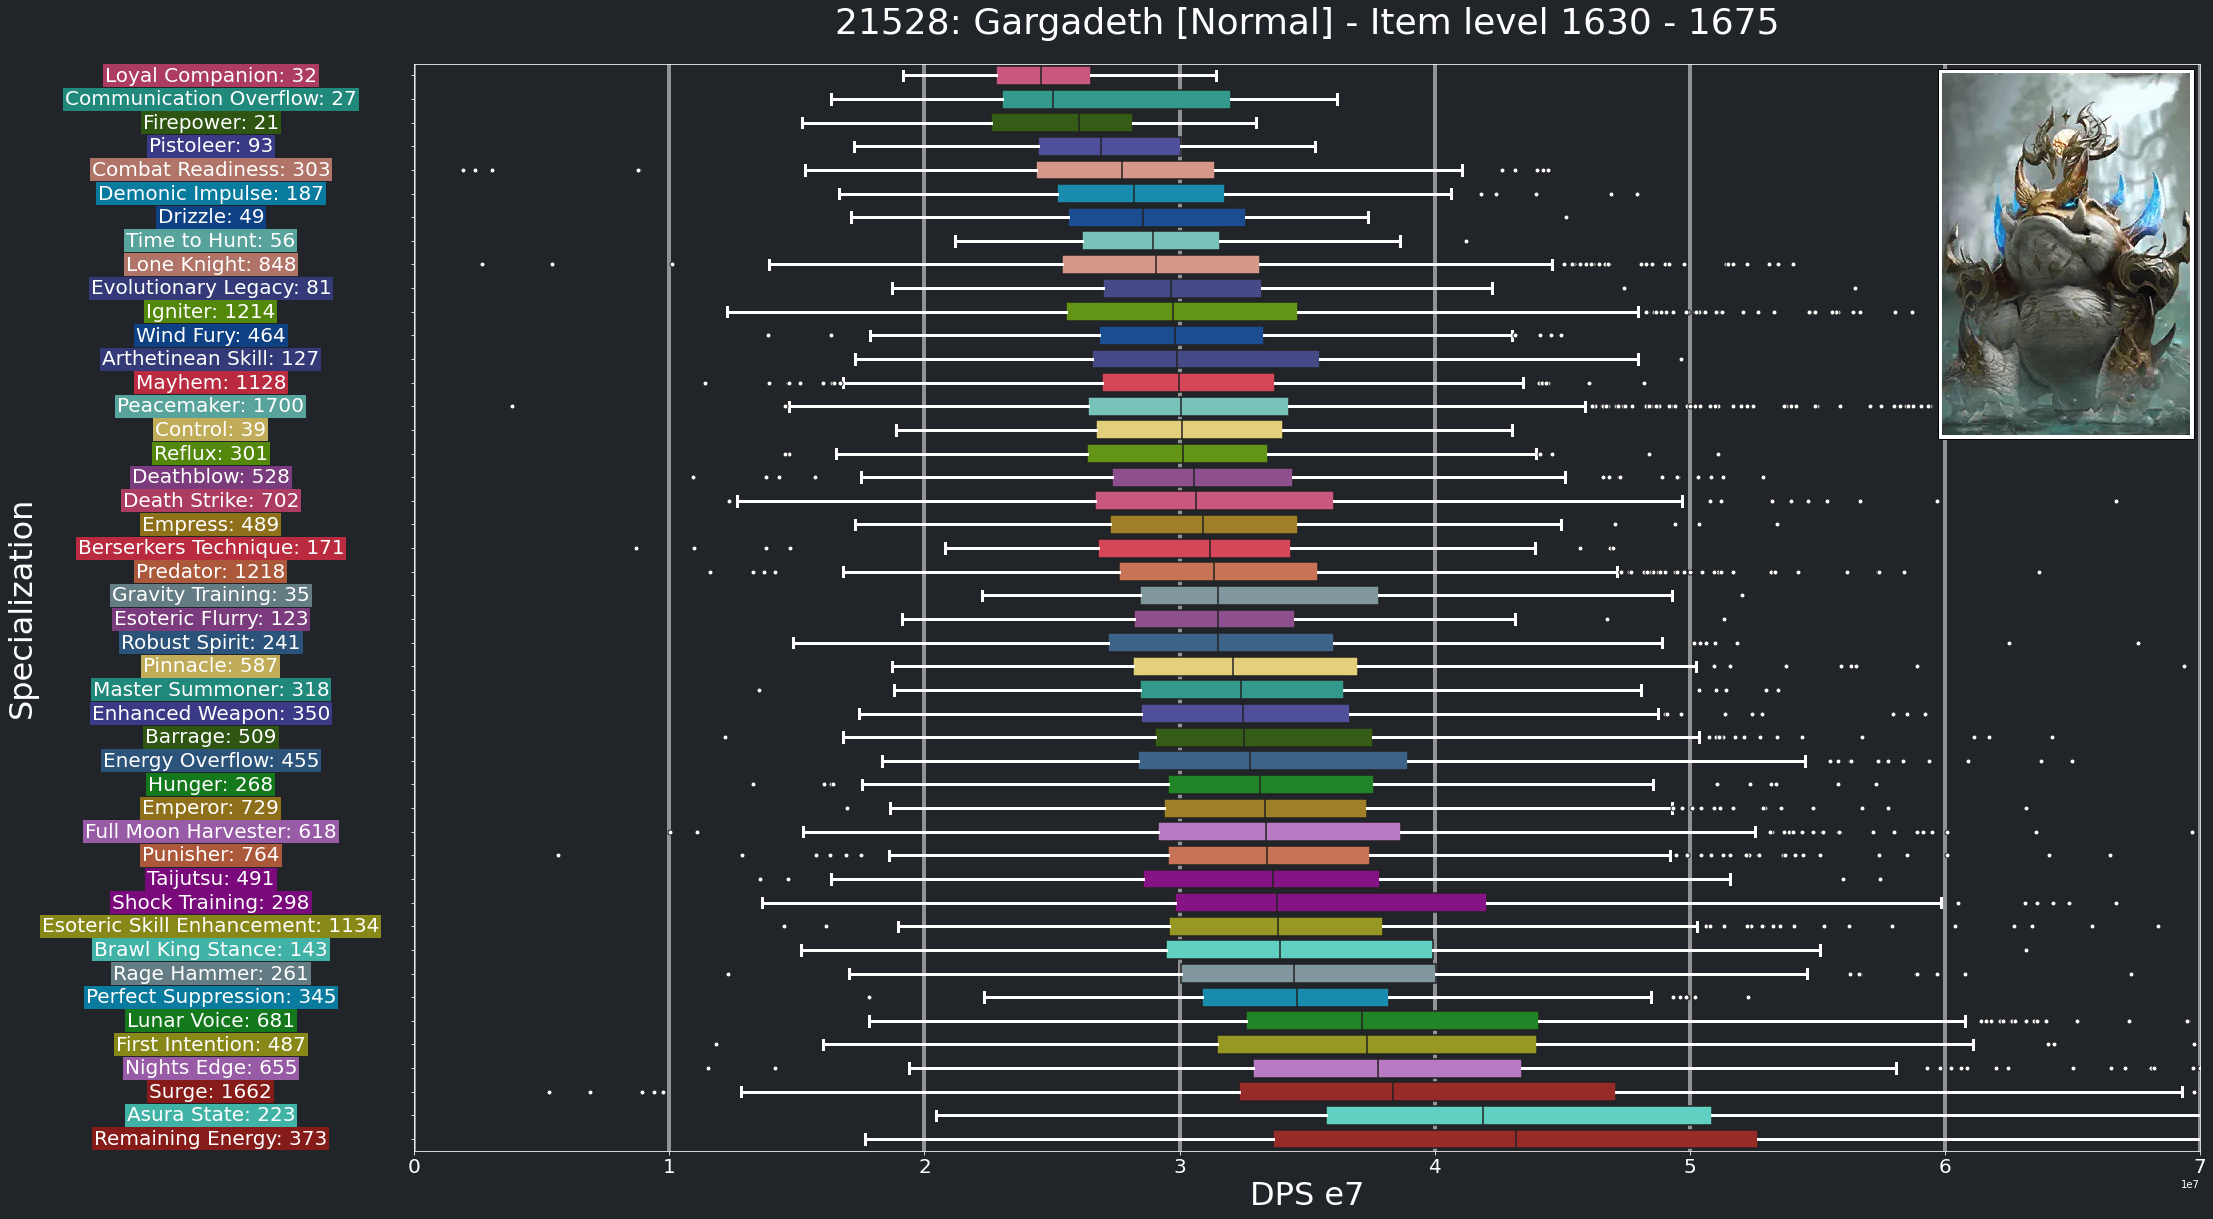 21528: Gargadeth [Normal] - Item level 1630 - 1675
Specialization
Loyal Companion: 32
Communication Overflow: 27
Firepower: 21
Pistoleer: 93
Combat Readiness: 303
Demonic Impulse: 187
Drizzle: 49
Time to Hunt: 56
Lone Knight: 848
Evolutionary Legacy: 81
Igniter: 1214
Wind Fury: 464
Arthetinean Skill: 127
Mayhem: 1128
Peacemaker: 1700
Control: 39
Reflux: 301
Deathblow: 528
Death Strike: 702
Empress: 489
Berserkers Technique: 171
Predator: 1218
Gravity Training: 35
Esoteric Flurry: 123
Robust Spirit: 241
Pinnacle: 587
Master Summoner: 318
Enhanced Weapon: 350
Barrage: 509
Energy Overflow: 455
Hunger: 268
Emperor: 729
Full Moon Harvester: 618
Punisher: 764
Taijutsu: 491
Shock Training: 298
Esoteric Skill Enhancement: 1134
Brawl King Stance: 143
Rage Hammer: 261
Perfect Suppression: 345
Lunar Voice: 681
First Intention: 487
Nights Edge: 655
Surge: 1662
Asura State: 223
Remaining Energy: 373
0 1 2 3 4 5 6 7
1e7
DPS e7